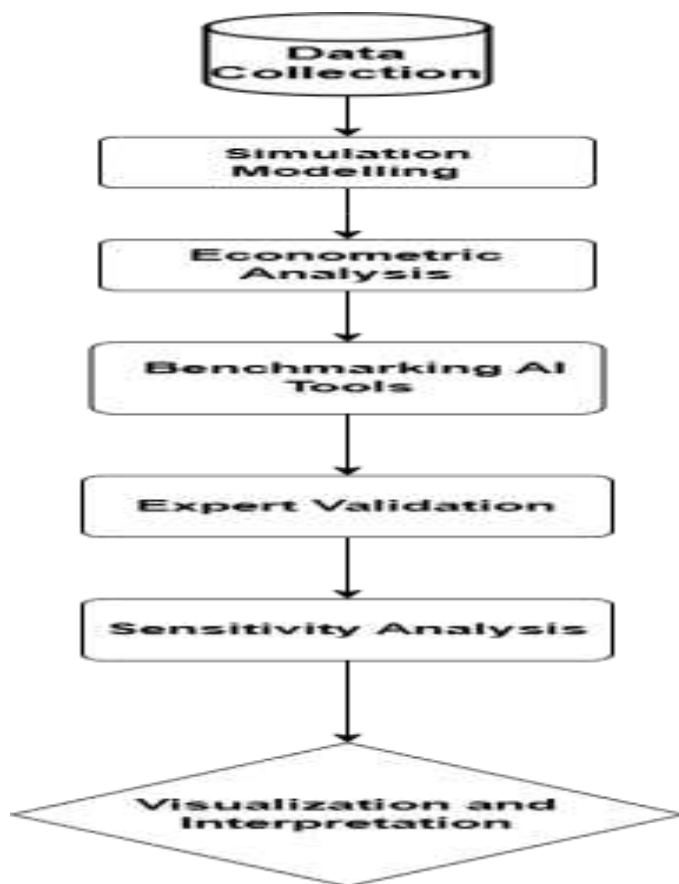 Data
Collection
Simulation
Modelling
Econometric
Analysis
Benchmarking AI
Tools
Expert Validation
Sensitivity Analysis
Visualization and
Interpretation